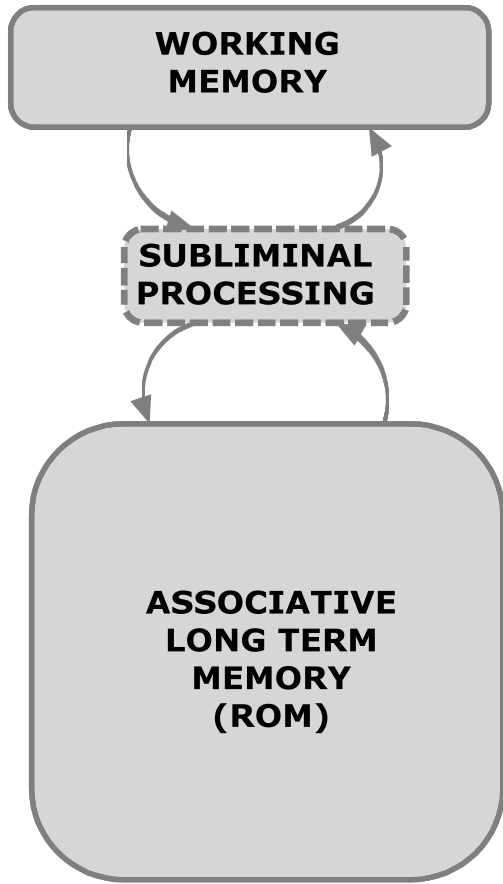 WORKING
MEMORY
SUBLIMINAL
PROCESSING
ASSOCIATIVE
LONG TERM
MEMORY
(ROM)